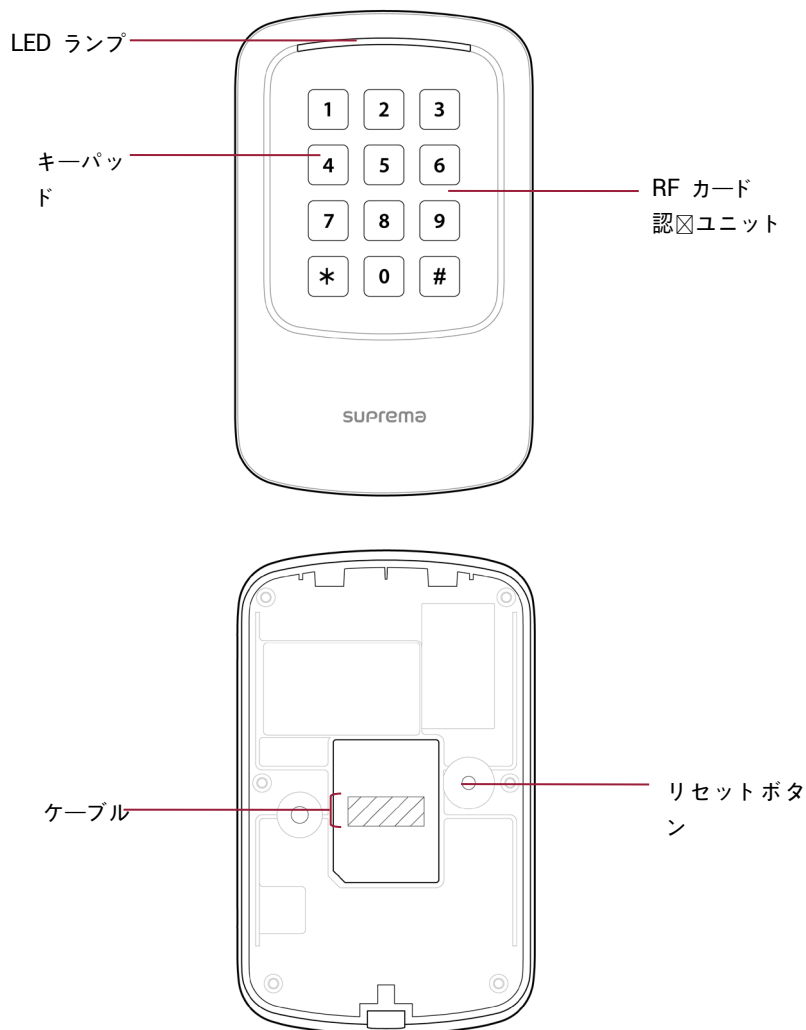 LED ランプ
1 2 3
キーパッ
ド
4 5 6
RF カード
認☒ユニット
7 8 9
* 0 #
suprema
ケーブル
リセットボタ
ン